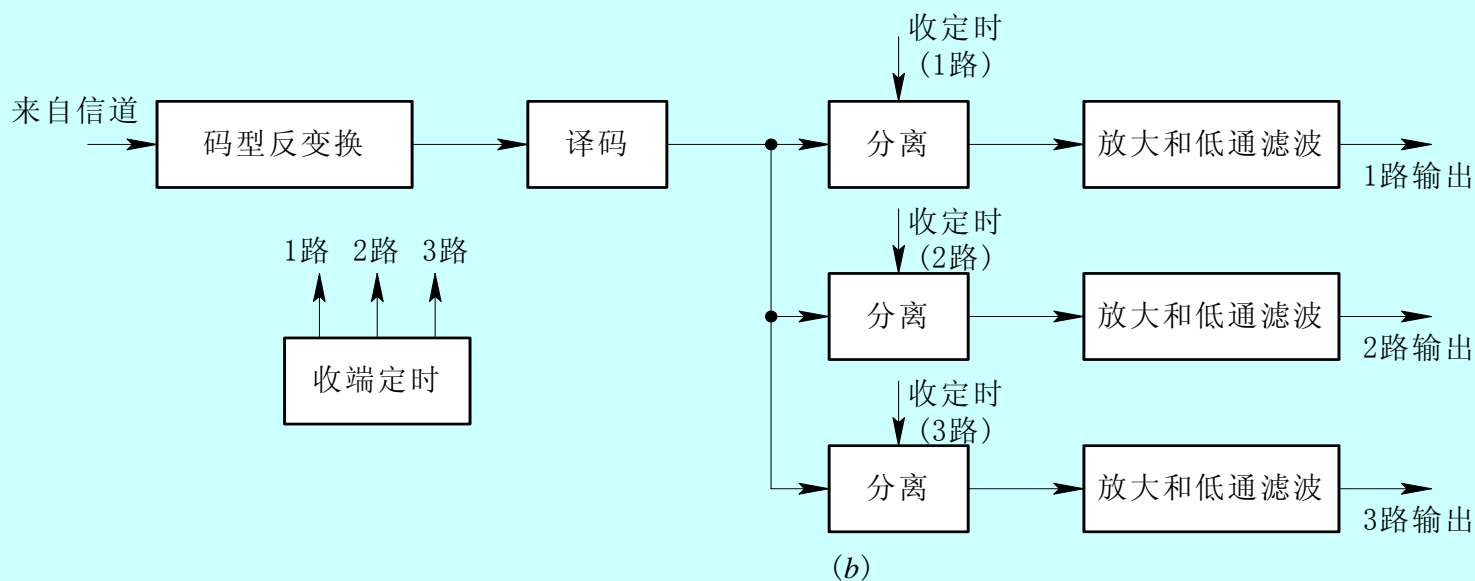 收定时
(1路)
来自信道
码型反变换
译码
分离
放大和低通滤波
1路输出
收定时
(2路)
1路 2路 3路
分离
放大和低通滤波
2路输出
收端定时
收定时
(3路)
分离
放大和低通滤波
3路输出
(b)